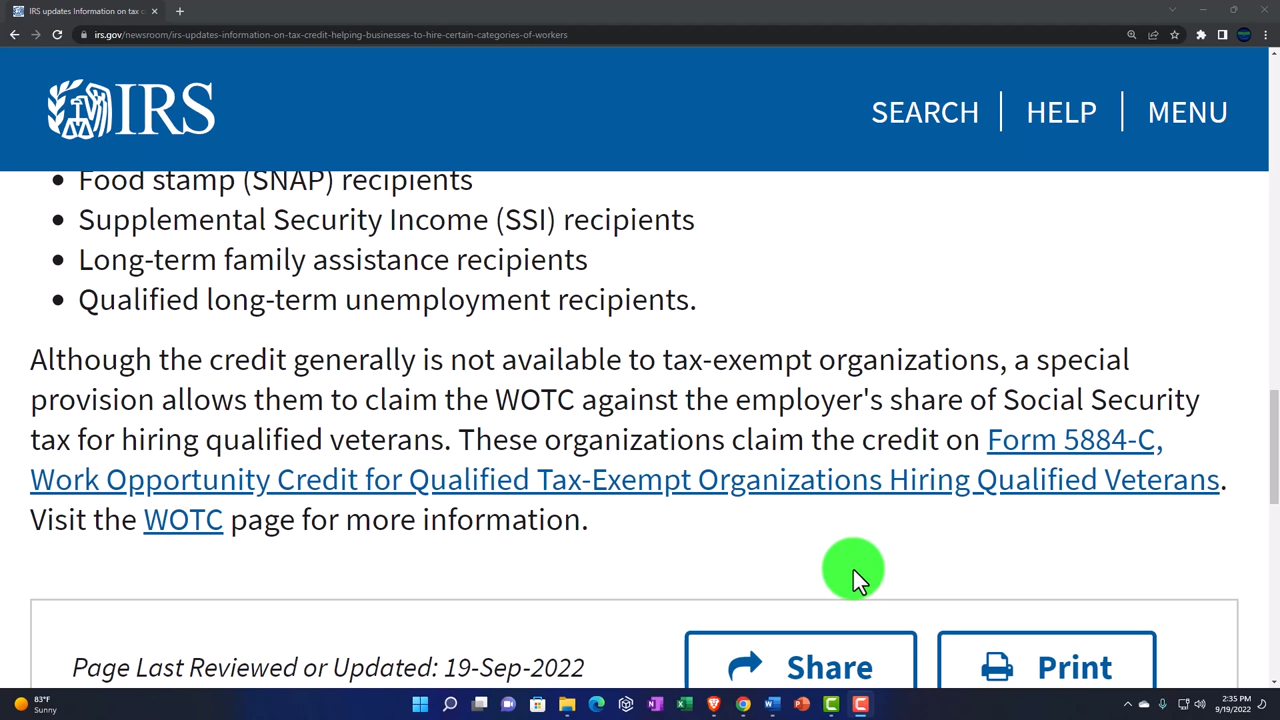 IRS updates Information on tax c
irs.gov/newsroom/irs-updates-information-on-tax-credit-helping-businesses-to-hire-certain-categories-of-workers
IRS
SEARCH
HELP
MENU
• Food stamp (SNAP) recipients
• Supplemental Security Income (SSI) recipients
• Long-term family assistance recipients
• Qualified long-term unemployment recipients.
Although the credit generally is not available to tax-exempt organizations, a special
provision allows them to claim the WOTC against the employer's share of Social Security
tax for hiring qualified veterans. These organizations claim the credit on Form 5884-C,
Work Opportunity Credit for Qualified Tax-Exempt Organizations Hiring Qualified Veterans.
Visit the WOTC page for more information.
Page Last Reviewed or Updated: 19-Sep-2022
Share
Print
83°F
Sunny
2:35 PM
9/19/2022